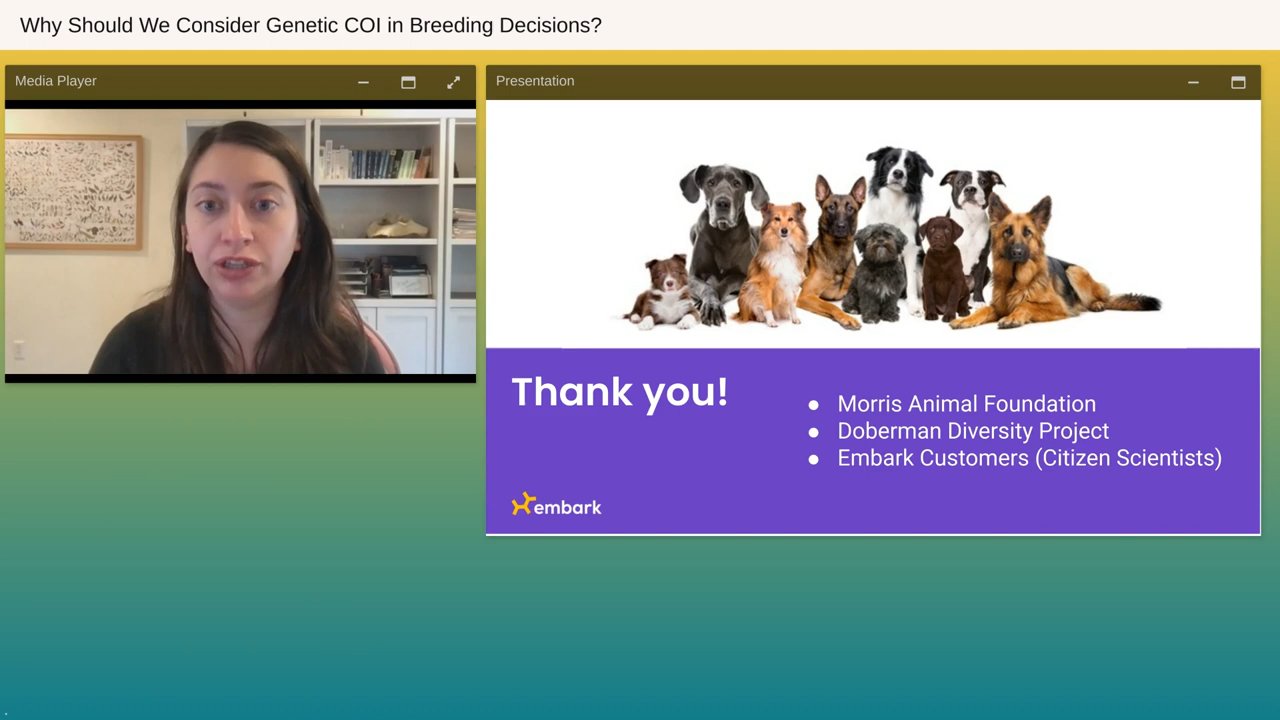 Why Should We Consider Genetic COI in Breeding Decisions?
Media Player
Presentation
Thank you!
● Morris Animal Foundation
● Doberman Diversity Project
● Embark Customers (Citizen Scientists)
embark